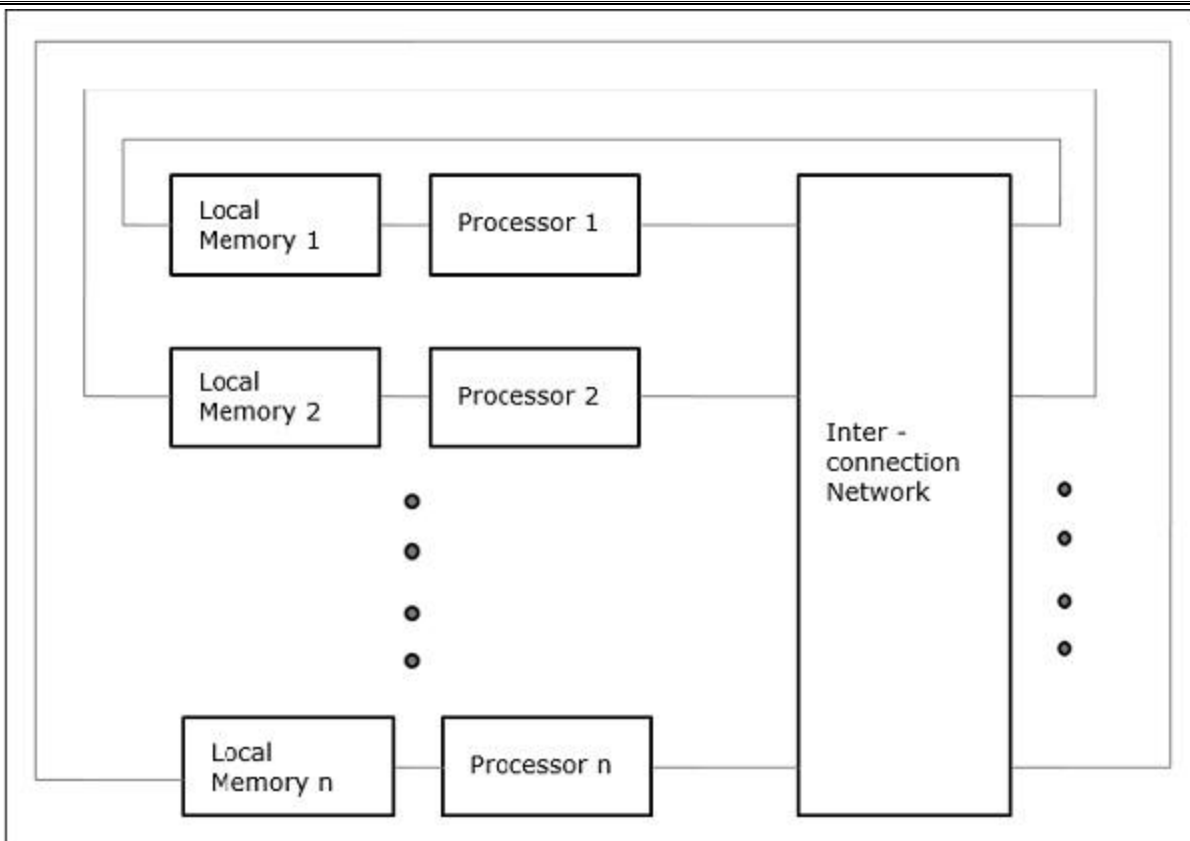 Local
Memory 1
Processor 1
Local
Memory 2
Processor 2
Inter -
connection
Network
Local
Memory n
Processor n